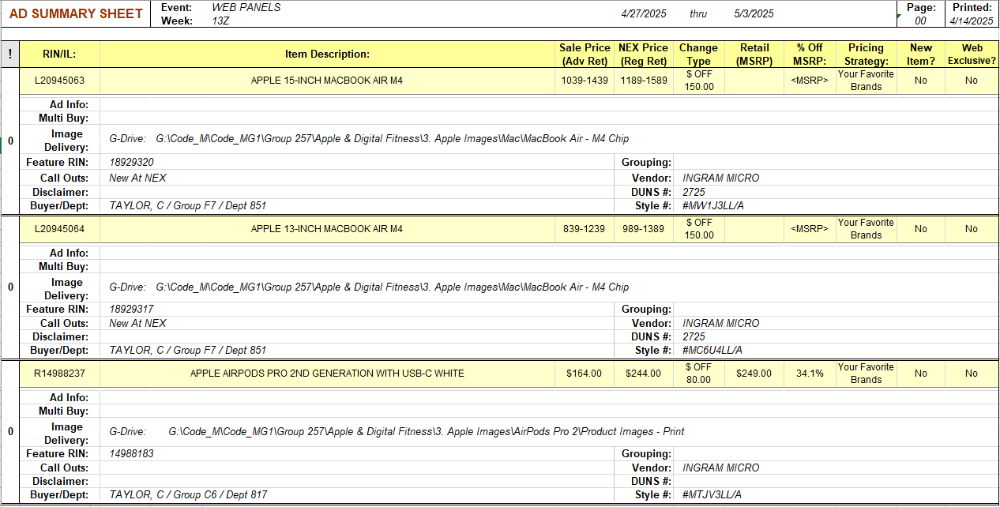 AD SUMMARY SHEET
Event: WEB PANELS
Week: 13Z
4/27/2025 thru 5/3/2025
Page: 00
Printed: 4/14/2025
! RIN/IL: Item Description: Sale Price (Adv Ret) NEX Price (Reg Ret) Change Type Retail (MSRP) % Off MSRP: Pricing Strategy: New Item? Web Exclusive?
L20945063 APPLE 15-INCH MACBOOK AIR M4 1039-1439 1189-1589 $ OFF 150.00 <MSRP> Your Favorite Brands No No
0
Ad Info:
Multi Buy:
Image Delivery: G-Drive: G:\Code_M\Code_MG1\Group 257\Apple & Digital Fitness\3. Apple Images\Mac\MacBook Air - M4 Chip
Feature RIN: 18929320 Grouping:
Call Outs: New At NEX Vendor: INGRAM MICRO
Disclaimer: DUNS #: 2725
Buyer/Dept: TAYLOR, C / Group F7 / Dept 851 Style #: #MW1J3LL/A
L20945064 APPLE 13-INCH MACBOOK AIR M4 839-1239 989-1389 $ OFF 150.00 <MSRP> Your Favorite Brands No No
0
Ad Info:
Multi Buy:
Image Delivery: G-Drive: G:\Code_M\Code_MG1\Group 257\Apple & Digital Fitness\3. Apple Images\Mac\MacBook Air - M4 Chip
Feature RIN: 18929317 Grouping:
Call Outs: New At NEX Vendor: INGRAM MICRO
Disclaimer: DUNS #: 2725
Buyer/Dept: TAYLOR, C / Group F7 / Dept 851 Style #: #MC6U4LL/A
R14988237 APPLE AIRPODS PRO 2ND GENERATION WITH USB-C WHITE $164.00 $244.00 $ OFF 80.00 $249.00 34.1% Your Favorite Brands No No
0
Ad Info:
Multi Buy:
Image Delivery: G-Drive: G:\Code_M\Code_MG1\Group 257\Apple & Digital Fitness\3. Apple Images\AirPods Pro 2\Product Images - Print
Feature RIN: 14988183 Grouping:
Call Outs: Vendor: INGRAM MICRO
Disclaimer: DUNS #:
Buyer/Dept: TAYLOR, C / Group C6 / Dept 817 Style #: #MTJV3LL/A